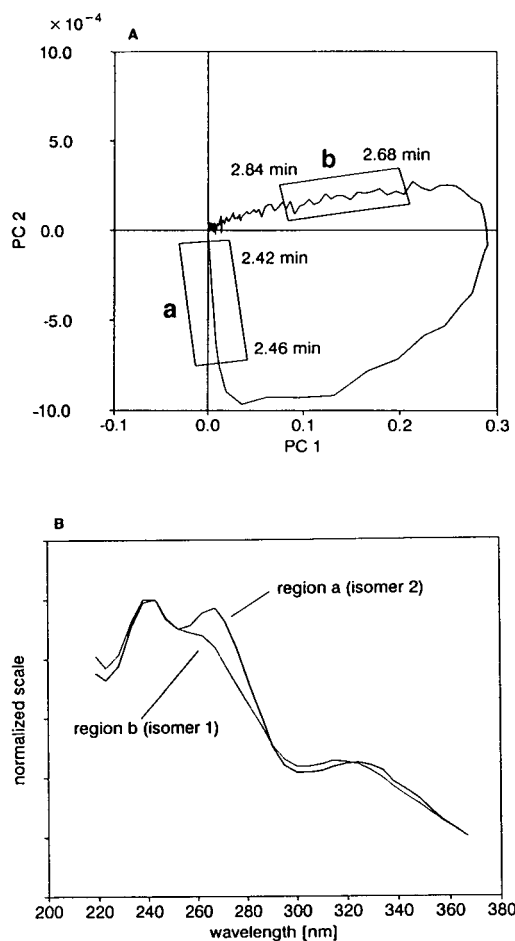 × 10⁻⁴
A
10.0
5.0
0.0
-5.0
-10.0
PC 2
2.84 min
b
2.68 min
2.42 min
a
2.46 min
-0.1
0.0
0.1
0.2
0.3
PC 1
B
normalized scale
region a (isomer 2)
region b (isomer 1)
200
220
240
260
280
300
320
340
360
380
wavelength [nm]